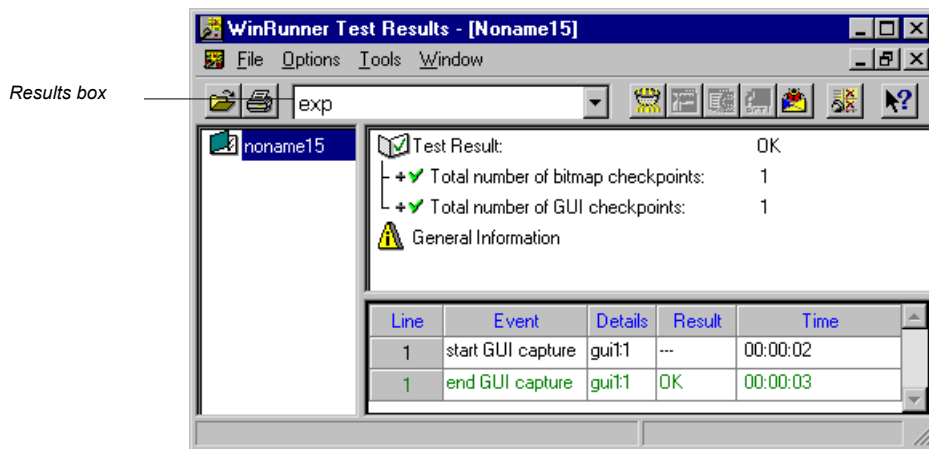 WinRunner Test Results - [Noname15]
File Options Tools Window
Results box
exp
noname15
Test Result: OK
Total number of bitmap checkpoints: 1
Total number of GUI checkpoints: 1
General Information
Line Event Details Result Time
1 start GUI capture gui1:1 --- 00:00:02
1 end GUI capture gui1:1 OK 00:00:03